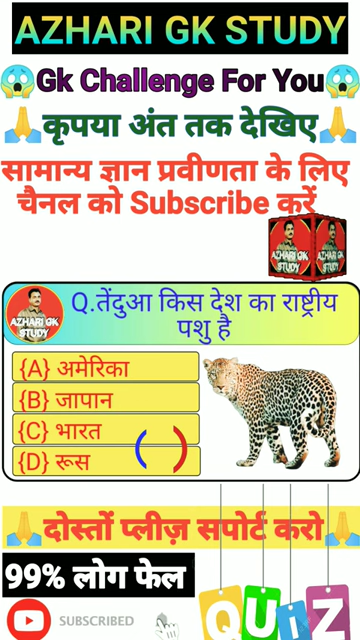 AZHARI GK STUDY
😱Gk Challenge For You😱
🙏कृपया अंत तक देखिए🙏
सामान्य ज्ञान प्रवीणता के लिए
चैनल को Subscribe करें
AZHARI GK
STUDY
AZHARI GK
STUDY
Q.तेंदुआ किस देश का राष्ट्रीय
पशु है
AZHARI GK
STUDY
{A} अमेरिका
{B} जापान
{C} भारत
{D} रूस
🙏दोस्तों प्लीज़ सपोर्ट करो🙏
99% लोग फेल
SUBSCRIBED
QUiZ